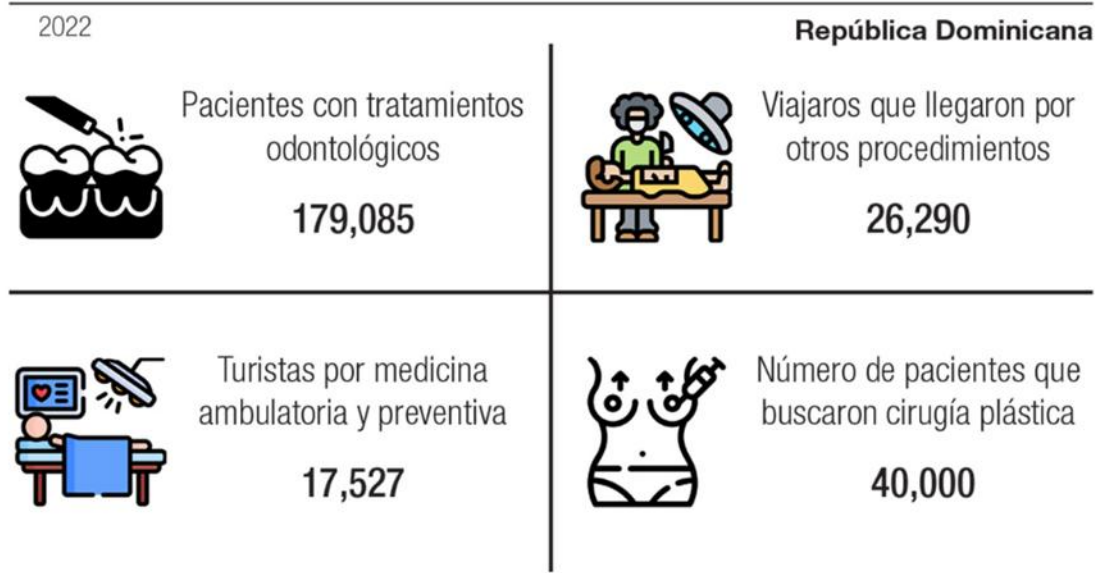 2022
República Dominicana
Pacientes con tratamientos
odontológicos
179,085
Viajaros que llegaron por
otros procedimientos
26,290
Turistas por medicina
ambulatoria y preventiva
17,527
Número de pacientes que
buscaron cirugía plástica
40,000